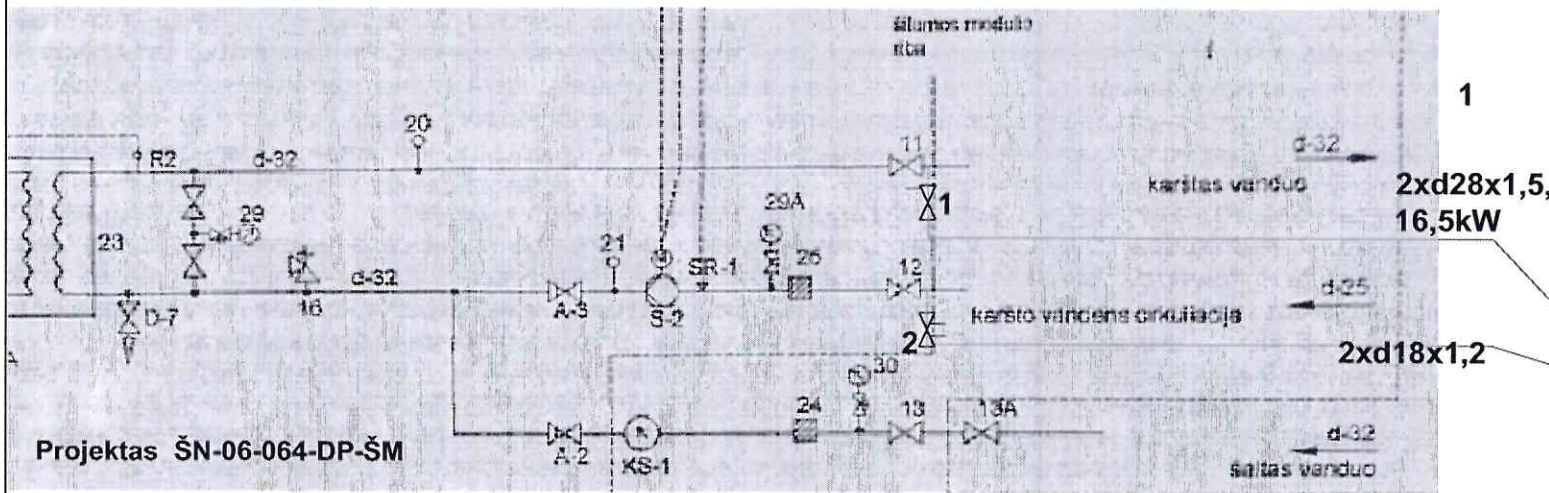 šilumos modulio
riba
1
20
11
d-32
R2
d-32
karštas vanduo
2xd28x1,5,
29A
1
16,5kW
29
23
21
SR-1
25
12
d-32
d-25
16
A-3
S-2
D-7
karšto vandens cirkuliacija
2
2xd18x1,2
30
24
13
13A
d-32
Projektas ŠN-06-064-DP-ŠM
A-2
KS-1
šaltas vanduo